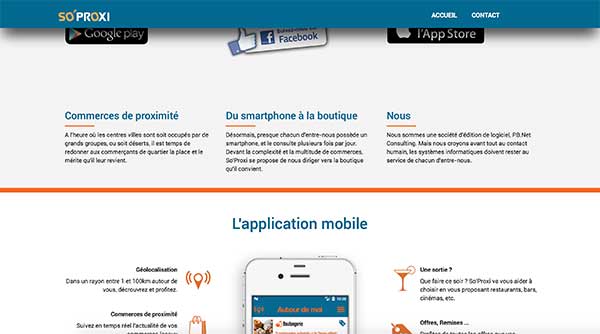 SO'PROXI
ACCUEIL
CONTACT
Google play
Facebook
l'App Store
Commerces de proximité
A l'heure où les centres villes sont soit occupés par de
grands groupes, ou soit déserts, il est temps de
redonner aux commerçants de quartier la place et le
mérite qu'il leur revient.
Du smartphone à la boutique
Désormais, presque chacun d'entre-nous possède un
smartphone, et le consulte plusieurs fois par jour.
Devant la complexité et la multitude de commerces,
So'Proxi se propose de nous diriger vers la boutique
qu'il convient.
Nous
Nous sommes une société d'édition de logiciel, P.B.Net
Consulting. Mais nous croyons avant tout au contact
humain, les systèmes informatiques doivent rester au
service de chacun d'entre-nous.
L'application mobile
Géolocalisation
Dans un rayon entre 1 et 100km autour de
vous, découvrez et profitez.
Commerces de proximité
Suivez en temps réel l'actualité de vos
Autour de moi
Boulangerie
Une sortie ?
Que faire ce soir ? So'Proxi va vous aider à
choisir en vous proposant restaurants, bars,
cinémas, etc.
Offres, Remises ...